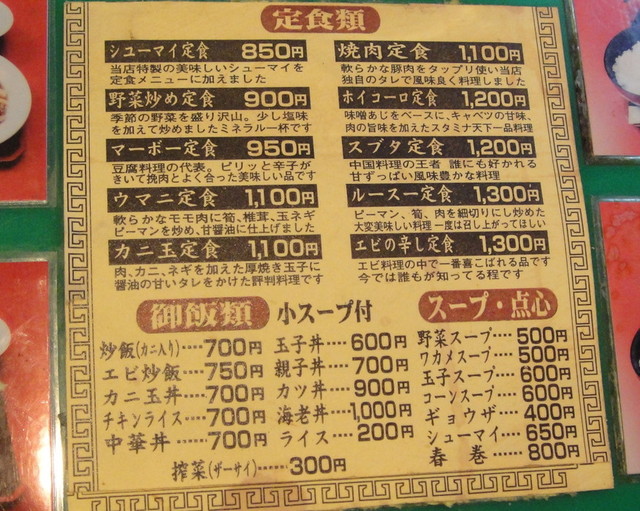 定食類
シューマイ定食 850円
当店特製の美味しいシューマイを
定食メニューに加えました
野菜炒め定食 900円
季節の野菜を盛り沢山。少し塩味
を加えて炒めましたミネラル一杯です
マーボー定食 950円
豆腐料理の代表。ピリッと辛子が
きいて挽肉とよく合った美味しい品です
ウマニ定食 1,100円
軟らかなモモ肉に筍、椎茸、玉ネギ
ピーマンを炒め、甘醤油に仕上げました
カニ玉定食 1,100円
肉、カニ、ネギを加えた厚焼き玉子に
醤油の甘いタレをかけた評判料理です
焼肉定食 1,100円
軟らかな豚肉をタップリ使い当店
独自のタレで風味良く料理しました
ホイコーロ定食 1,200円
味噌あじをベースに、キャベツの甘味、
肉の旨味を加えたスタミナ天下一品料理
スブタ定食 1,200円
中国料理の王者 誰にも好かれる
甘ずっぱい風味豊かな料理
ルースー定食 1,300円
ピーマン、筍、肉を細切りにし炒めた
大変美味しい料理 一度は召し上がってほしい
エビの辛し定食 1,300円
エビ料理の中で一番喜こばれる品です
今では誰もが知ってる程です
御飯類 小スープ付
炒飯(カニ入り)‥‥700円
エビ炒飯‥‥750円
カニ玉丼‥‥700円
チキンライス‥‥700円
中華丼‥‥700円
玉子丼‥‥600円
親子丼‥‥700円
カツ丼‥‥900円
海老丼‥‥1,000円
ライス‥‥200円
搾菜(ザーサイ)‥‥‥300円
スープ・点心
野菜スープ‥‥500円
ワカメスープ‥‥500円
玉子スープ‥‥600円
コーンスープ‥‥600円
ギョウザ‥‥400円
シューマイ‥‥650円
春巻‥‥‥800円